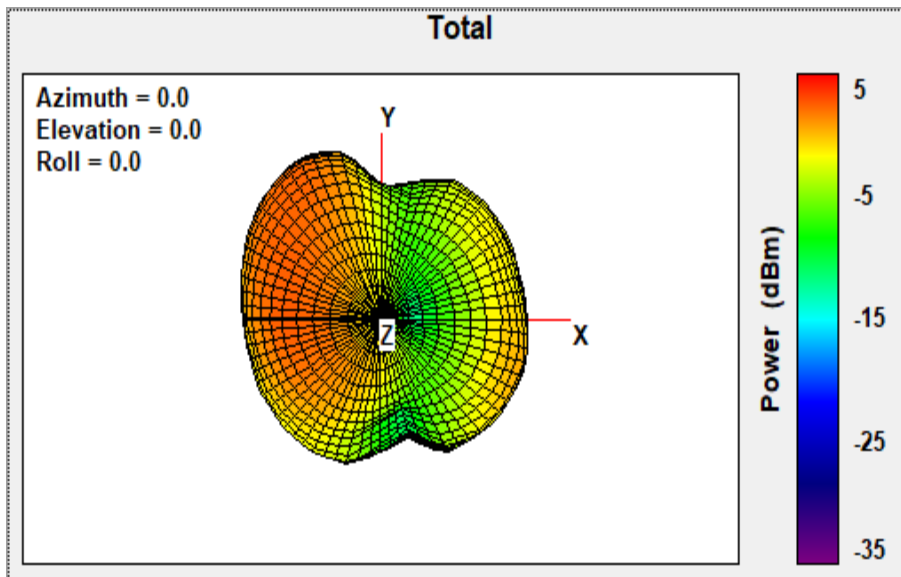 Total
Azimuth = 0.0
Elevation = 0.0
Roll = 0.0
Y
X
Z
5
-5
-15
-25
-35
Power (dBm)